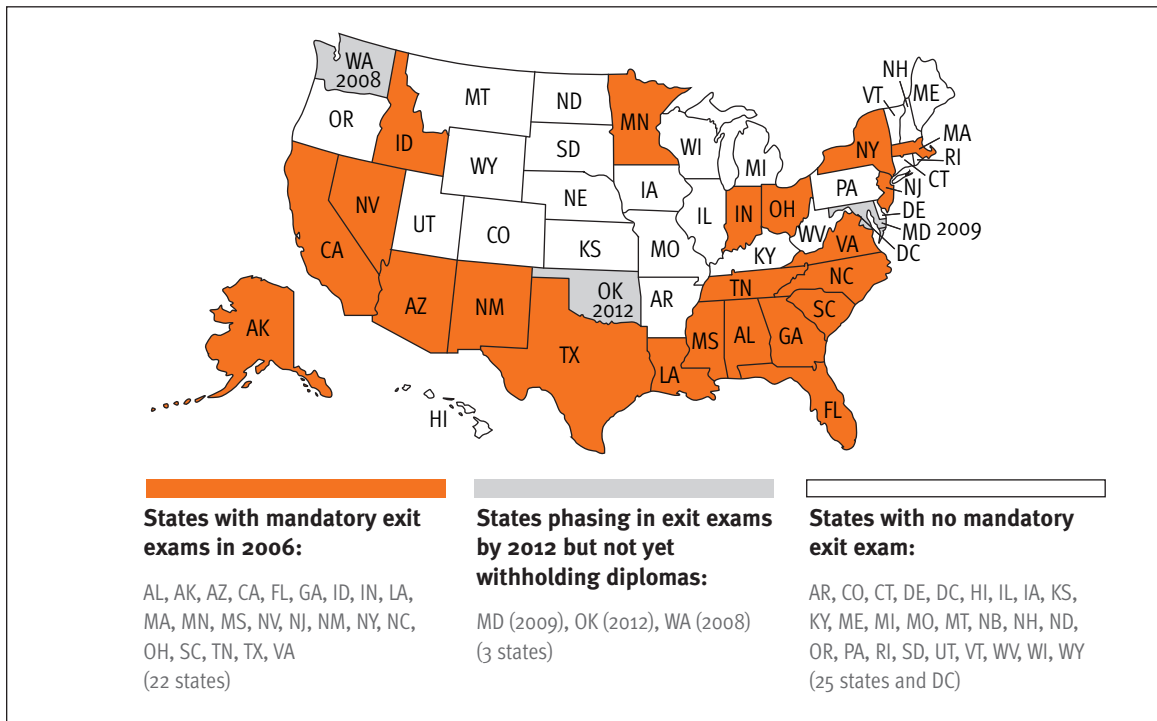 WA
2008
MT
ND
OR
ID
MN
WY
SD
WI
MI
NH
VT
ME
MA
NY
RI
CT
NV
UT
NE
IA
PA
NJ
CA
CO
IL
IN
OH
DE
MD 2009
DC
KS
MO
WV
VA
KY
AZ
NM
OK
2012
AR
TN
NC
SC
AK
TX
MS
AL
GA
LA
HI
FL
States with mandatory exit
exams in 2006:
AL, AK, AZ, CA, FL, GA, ID, IN, LA,
MA, MN, MS, NV, NJ, NM, NY, NC,
OH, SC, TN, TX, VA
(22 states)
States phasing in exit exams
by 2012 but not yet
withholding diplomas:
MD (2009), OK (2012), WA (2008)
(3 states)
States with no mandatory
exit exam:
AR, CO, CT, DE, DC, HI, IL, IA, KS,
KY, ME, MI, MO, MT, NB, NH, ND,
OR, PA, RI, SD, UT, VT, WV, WI, WY
(25 states and DC)